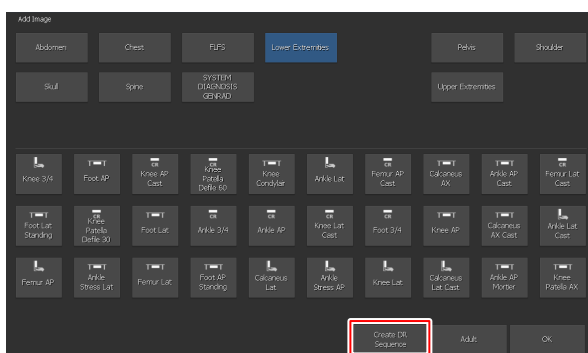 Add Image
Abdomen
Chest
FLFS
Lower Extremities
Pelvis
Shoulder
Skull
Spine
SYSTEM
DIAGNOSIS
GENRAD
Upper Extremities
Knee 3/4
Foot AP
CR
Knee AP
Cast
CR
Knee
Patella
Defile 60
Knee
Condylair
Ankle Lat
CR
Femur AP
Cast
Calcaneus
AX
Ankle AP
Cast
CR
Femur Lat
Cast
Foot Lat
Standing
CR
Knee
Patella
Defile 30
Foot Lat
CR
Ankle 3/4
CR
Ankle AP
Knee Lat
Cast
CR
Foot 3/4
Knee AP
Calcaneus
AX Cast
Ankle Lat
Cast
Femur AP
Ankle
Stress Lat
Femur Lat
Foot AP
Standing
Calcaneus
Lat
Ankle
Stress AP
Knee Lat
Calcaneus
Lat Cast
Ankle AP
Mortier
Knee
Patella AX
Create DR
Sequence
Adult
OK